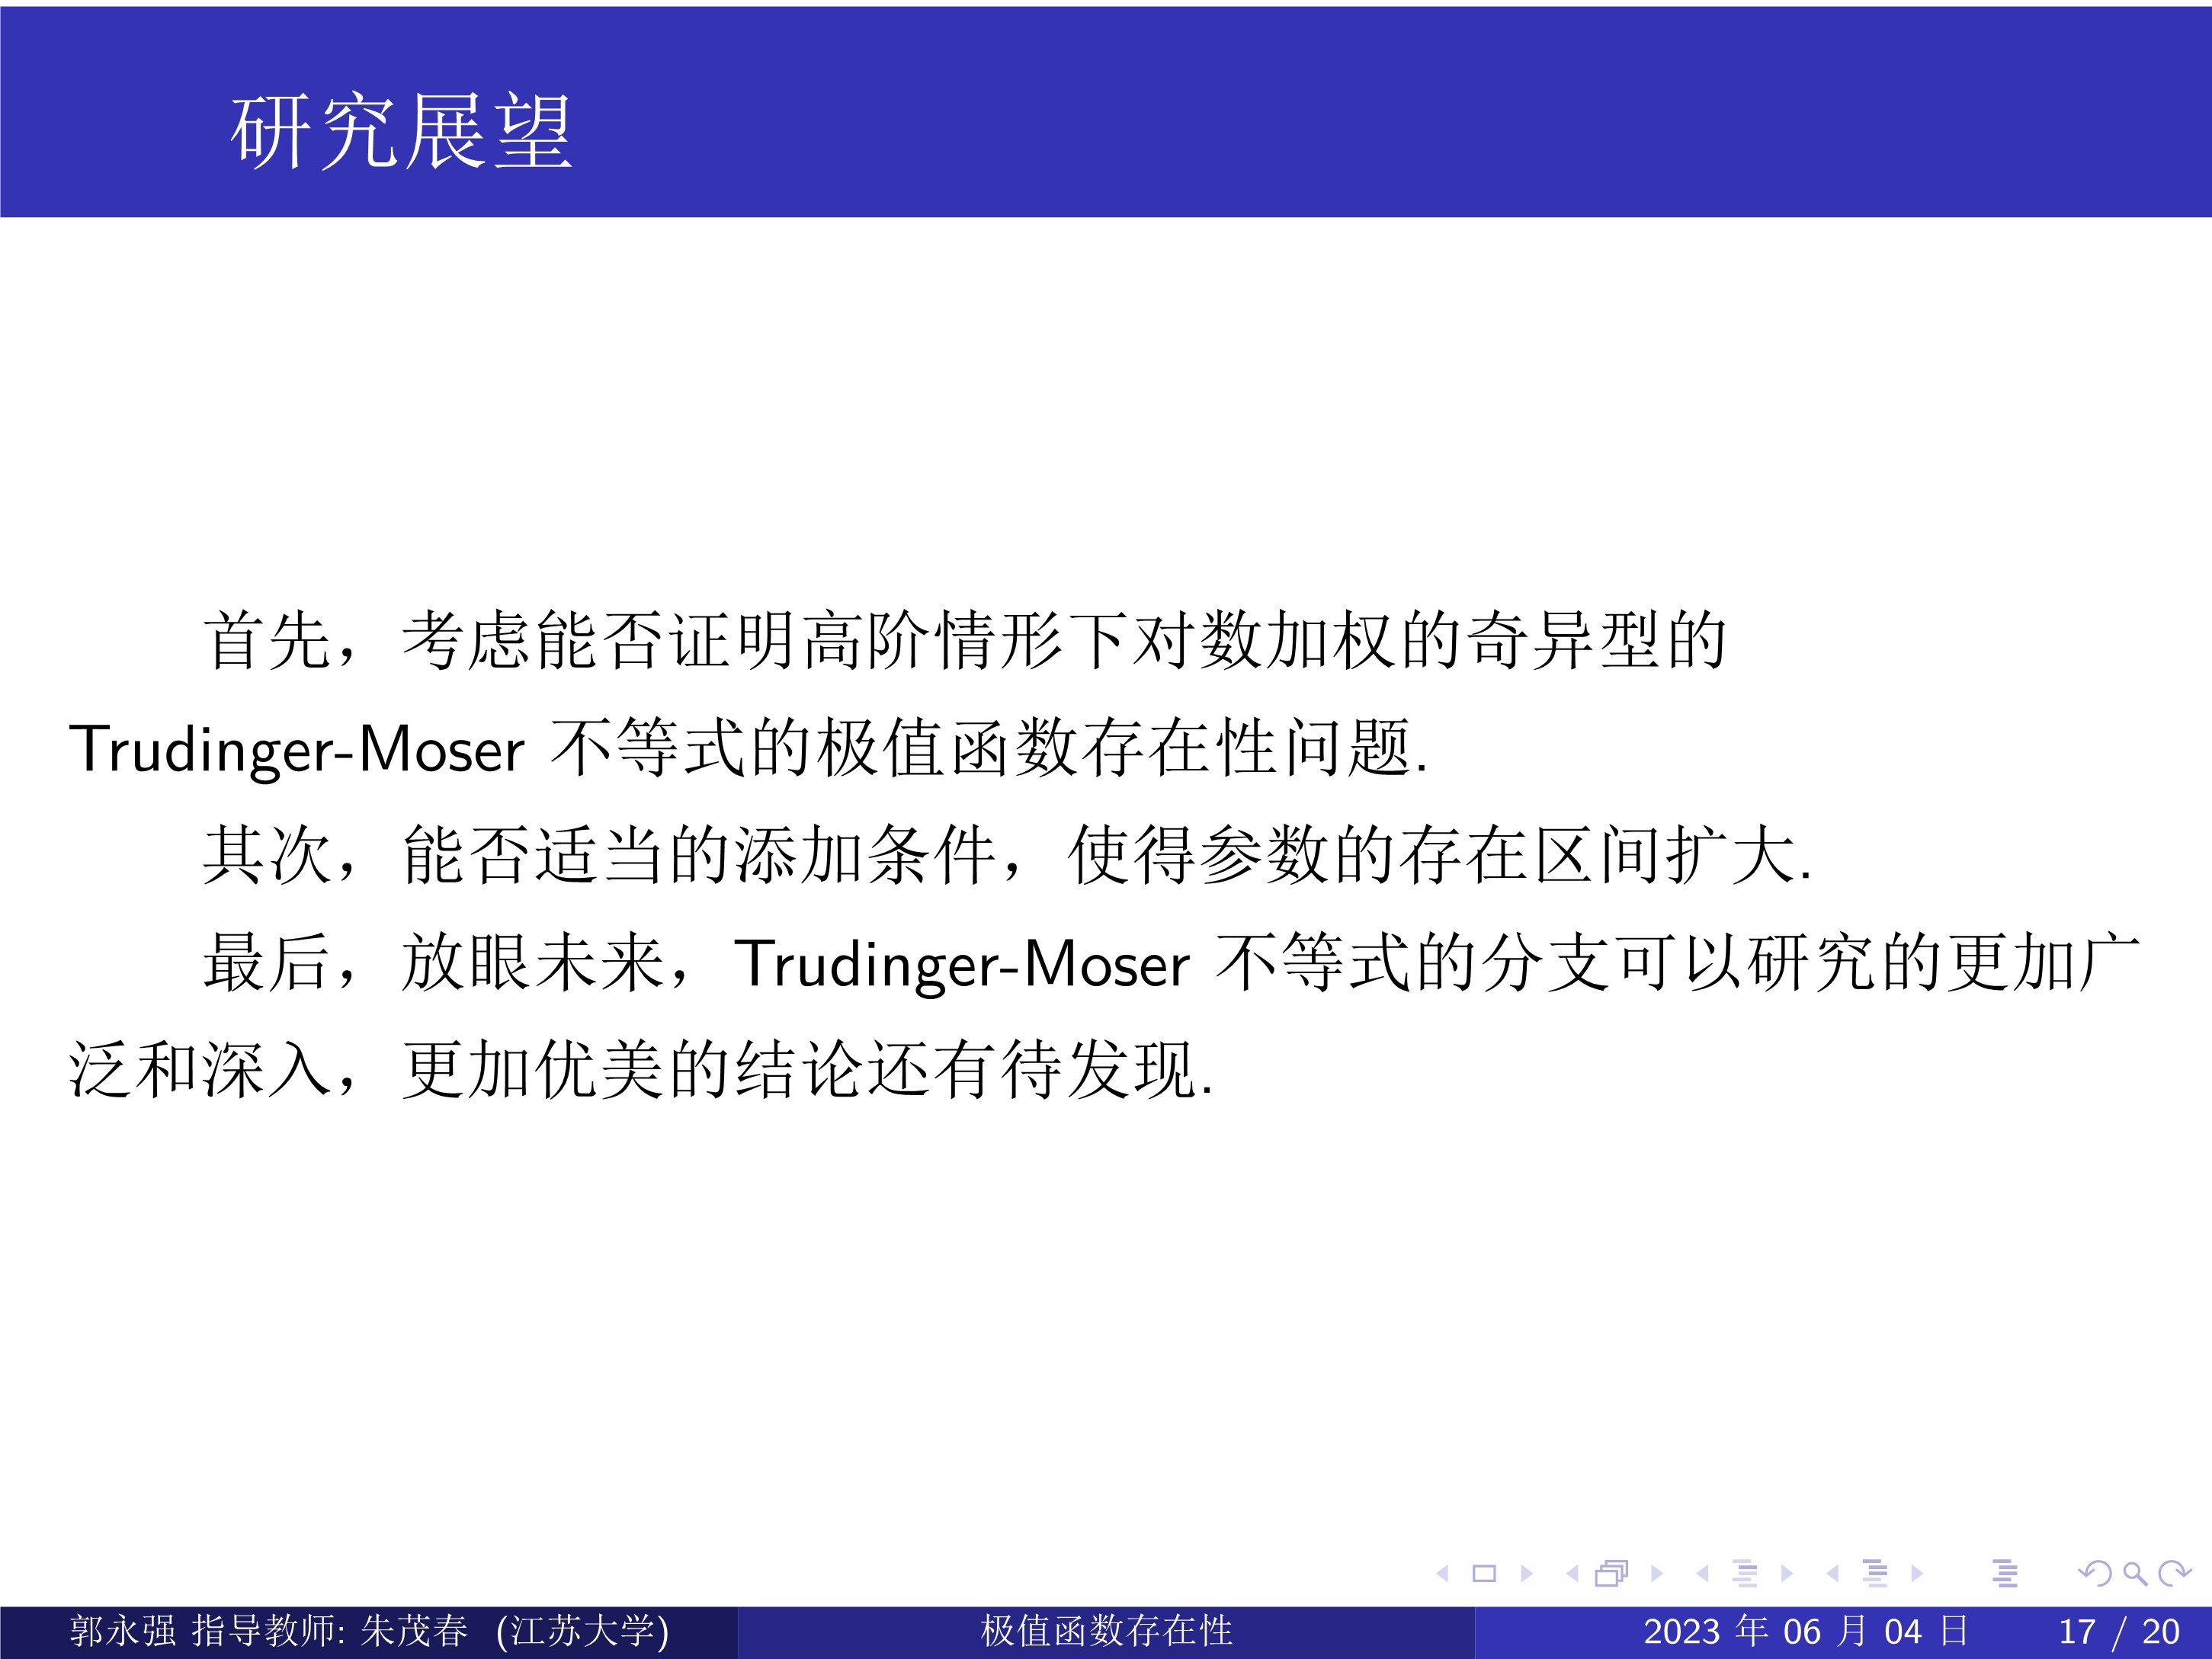 研究展望
首先，考虑能否证明高阶情形下对数加权的奇异型的
Trudinger-Moser 不等式的极值函数存在性问题.
其次，能否适当的添加条件，使得参数的存在区间扩大.
最后，放眼未来，Trudinger-Moser 不等式的分支可以研究的更加广
泛和深入，更加优美的结论还有待发现.
郭永强 指导教师: 朱茂春 (江苏大学) 极值函数存在性 2023 年 06 月 04 日 17 / 20